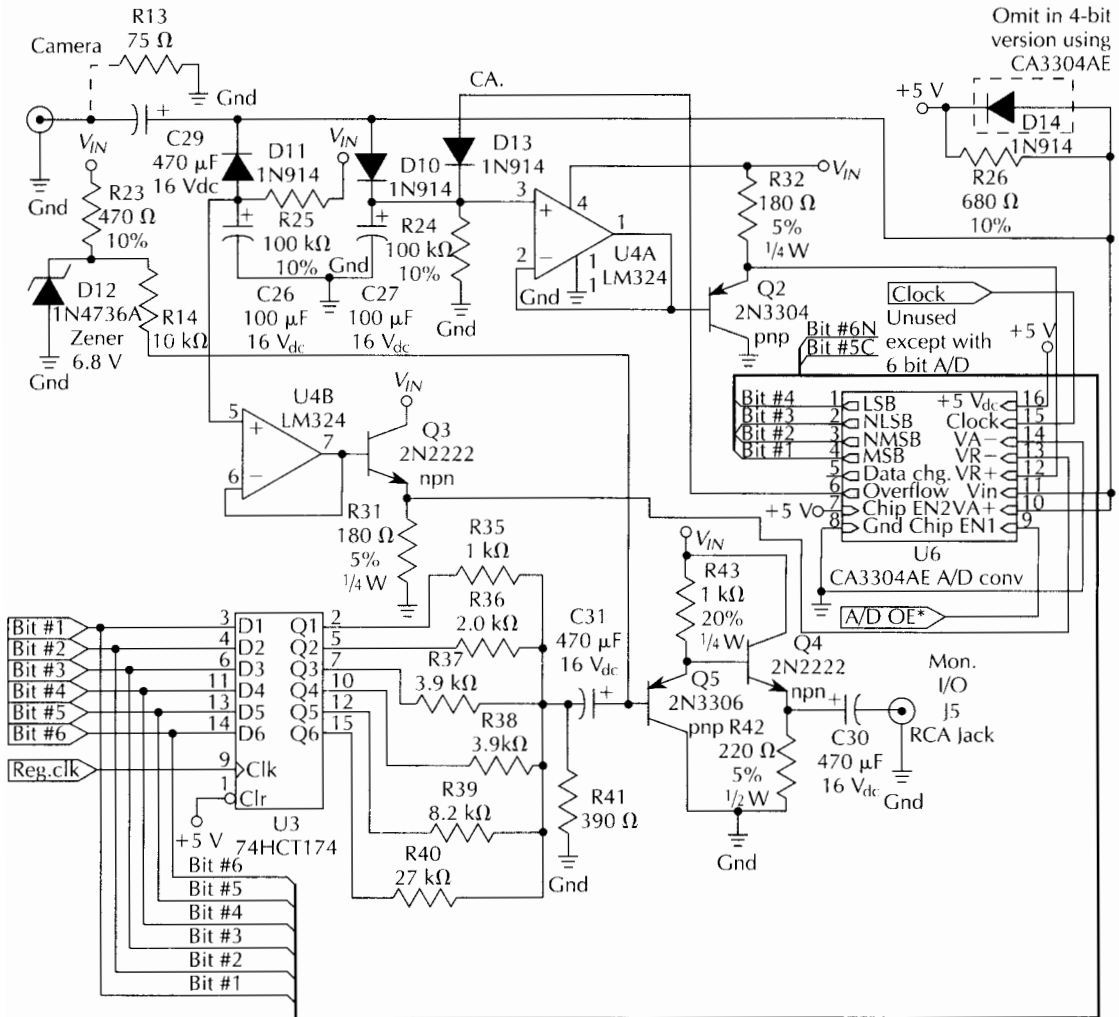 R13
75 Ω
Camera
Gnd
C29
470 μF
16 Vdc
Gnd
VIN
R23
470 Ω
10%
D11
1N914
VIN
R25
100 kΩ
10%
D10
1N914
R24
100 kΩ
10%
Gnd
CA.
D13
1N914
3
+
2
−
4
1
1
1
U4A
LM324
Gnd
Gnd
VIN
R32
180 Ω
5%
1/4 W
Q2
2N3304
pnp
Omit in 4-bit
version using
CA3304AE
+5 V
D14
1N914
R26
680 Ω
10%
D12
1N4736A
Zener
6.8 V
Gnd
R14
10 kΩ
C26
100 μF
16 Vdc
C27
100 μF
16 Vdc
Clock
Unused
except with
6 bit A/D
Bit #6N
Bit #5C
+5 V
Bit #4
Bit #3
Bit #2
Bit #1
1 LSB
2 NLSB
3 NMSB
4 MSB
5 Data chg.
6 Overflow
7 Chip EN2
8 Gnd
+5 Vdc 16
Clock 15
VA− 14
VR− 13
VR+ 12
Vin 11
VA+ 10
Chip EN1 9
+5 V
U6
CA3304AE A/D conv
A/D OE*
U4B
LM324
5
+
6
−
7
VIN
Q3
2N2222
npn
R31
180 Ω
5%
1/4 W
R35
1 kΩ
R36
2.0 kΩ
R37
3.9 kΩ
R38
3.9kΩ
R39
8.2 kΩ
R40
27 kΩ
C31
470 μF
16 Vdc
+
R41
390 Ω
Gnd
VIN
R43
1 kΩ
20%
1/4 W
Q4
2N2222
npn
Q5
2N3306
pnp
R42
220 Ω
5%
1/2 W
Gnd
C30
470 μF
16 Vdc
+
Mon.
I/O
J5
RCA Jack
Gnd
Bit #1
Bit #2
Bit #3
Bit #4
Bit #5
Bit #6
Reg.clk
3 D1 Q1 2
4 D2 Q2 5
6 D3 Q3 7
11 D4 Q4 10
13 D5 Q5 12
14 D6 Q6 15
9 Clk
1 Clr
+5 V
U3
74HCT174
Bit #6
Bit #5
Bit #4
Bit #3
Bit #2
Bit #1